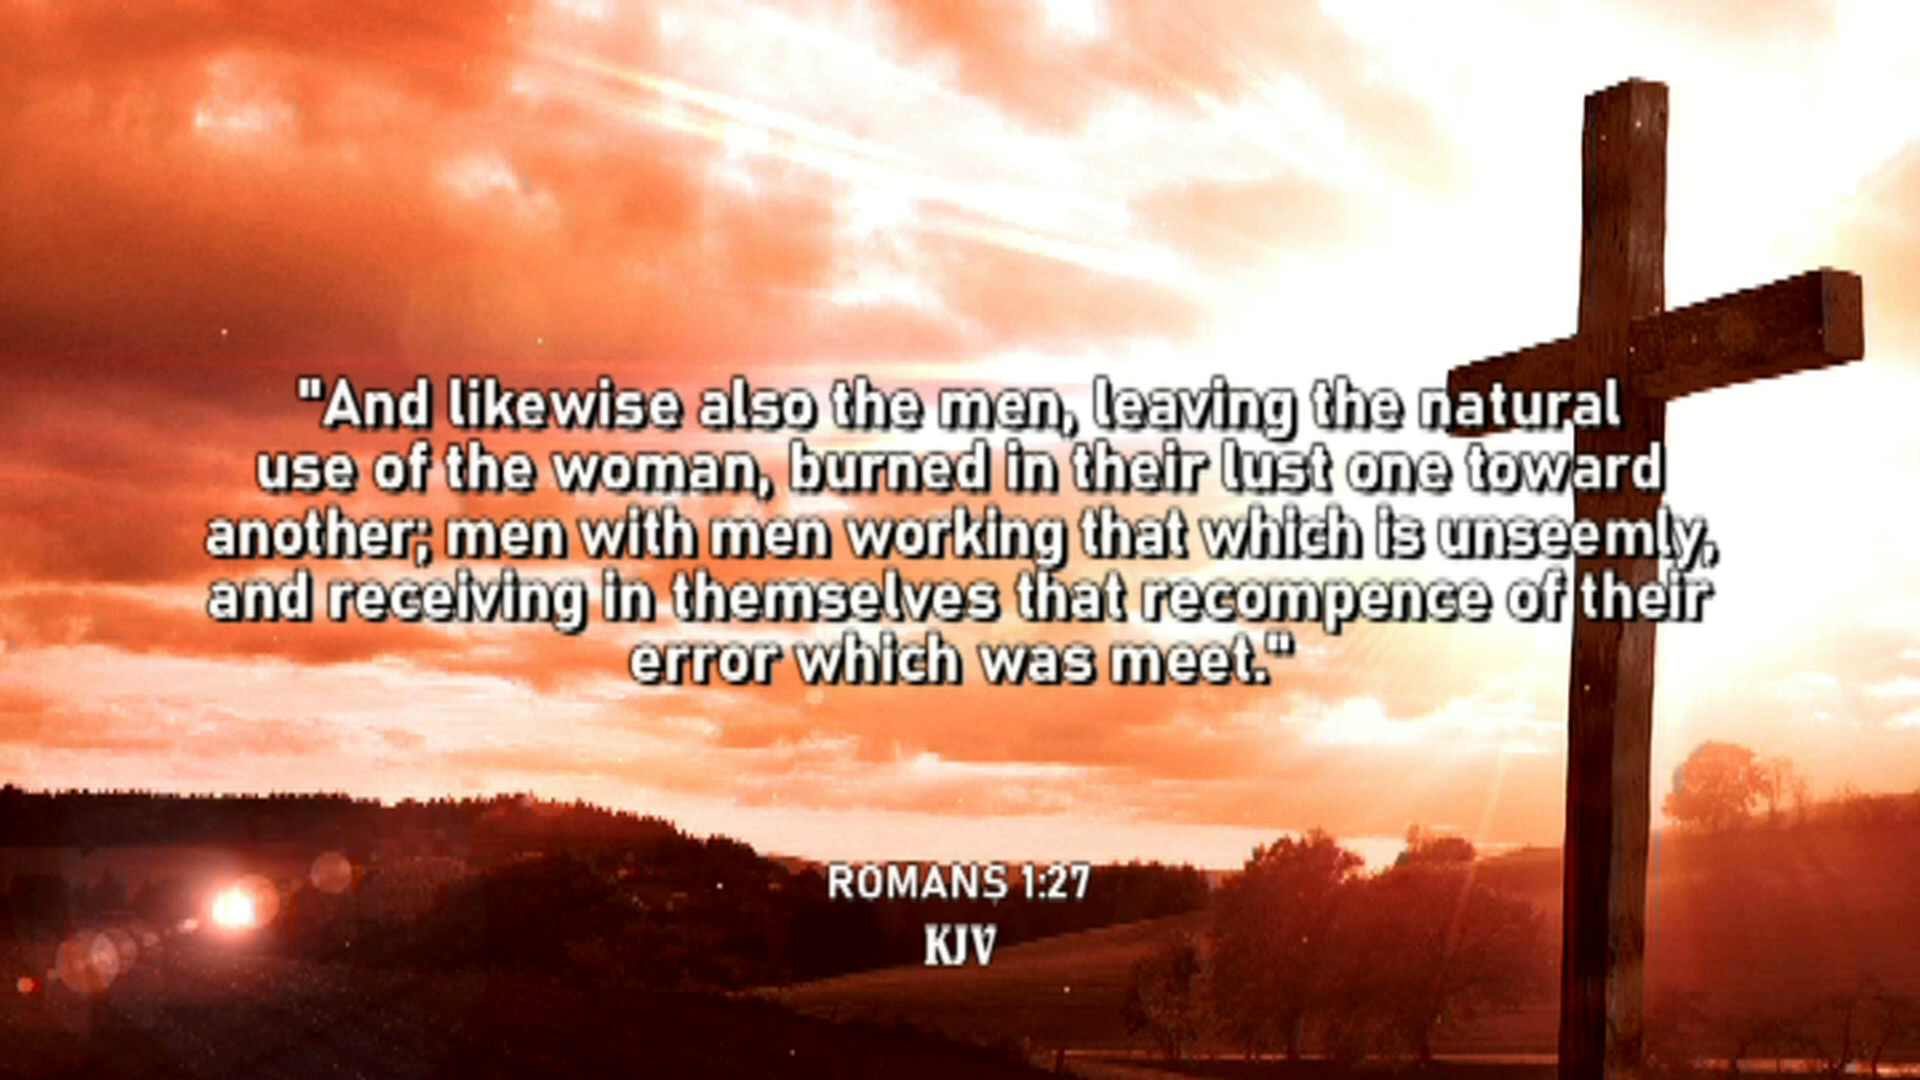 "And likewise also the men, leaving the natural
use of the woman, burned in their lust one toward
another; men with men working that which is unseemly,
and receiving in themselves that recompence of their
error which was meet."
ROMANS 1:27
KJV